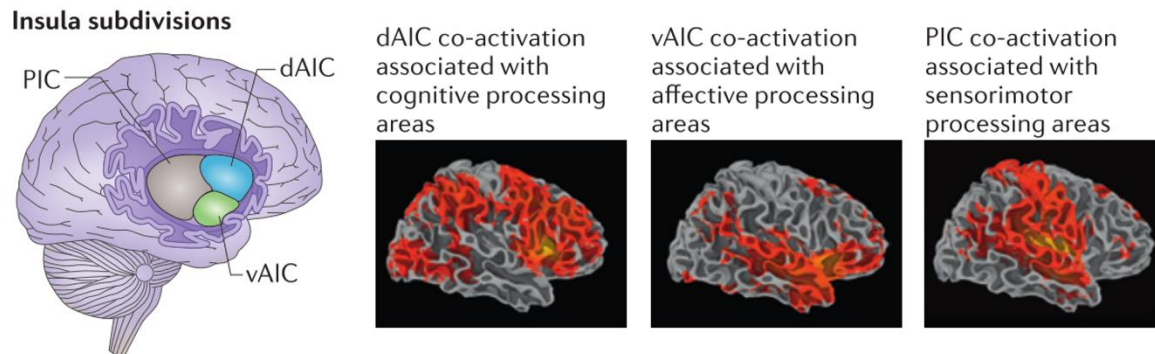 Insula subdivisions
PIC
dAIC
vAIC
dAIC co-activation
associated with
cognitive processing
areas
vAIC co-activation
associated with
affective processing
areas
PIC co-activation
associated with
sensorimotor
processing areas